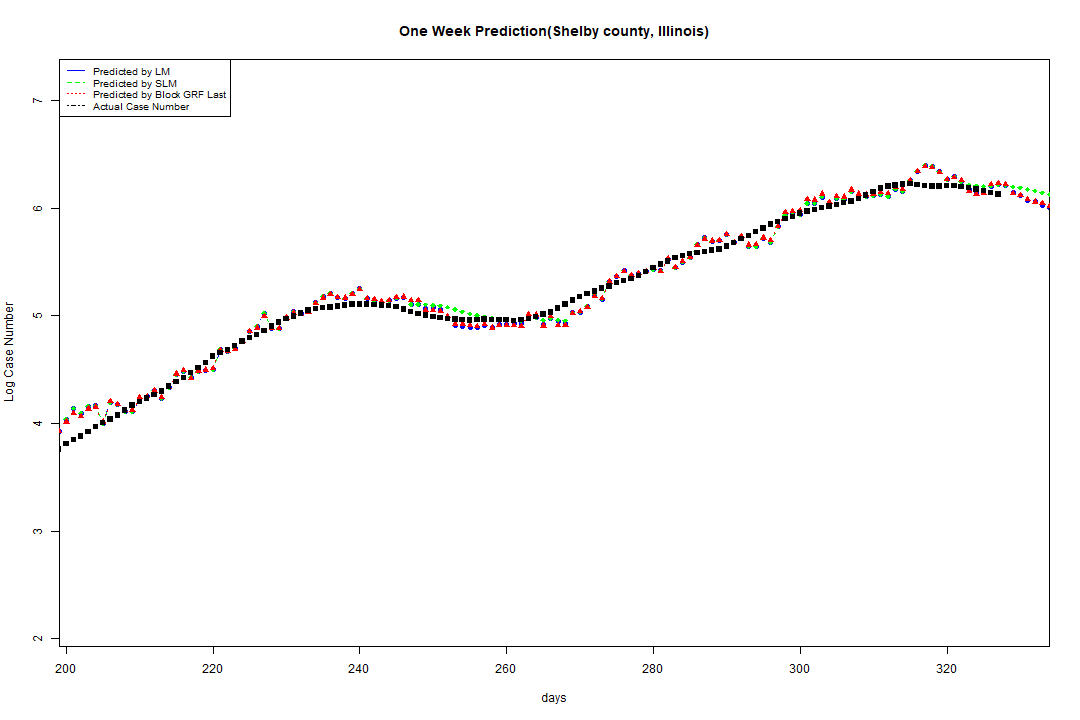 One Week Prediction(Shelby county, Illinois)
Predicted by LM
Predicted by SLM
Predicted by Block GRF Last
Actual Case Number
7
6
5
4
3
2
Log Case Number
200 220 240 260 280 300 320
days